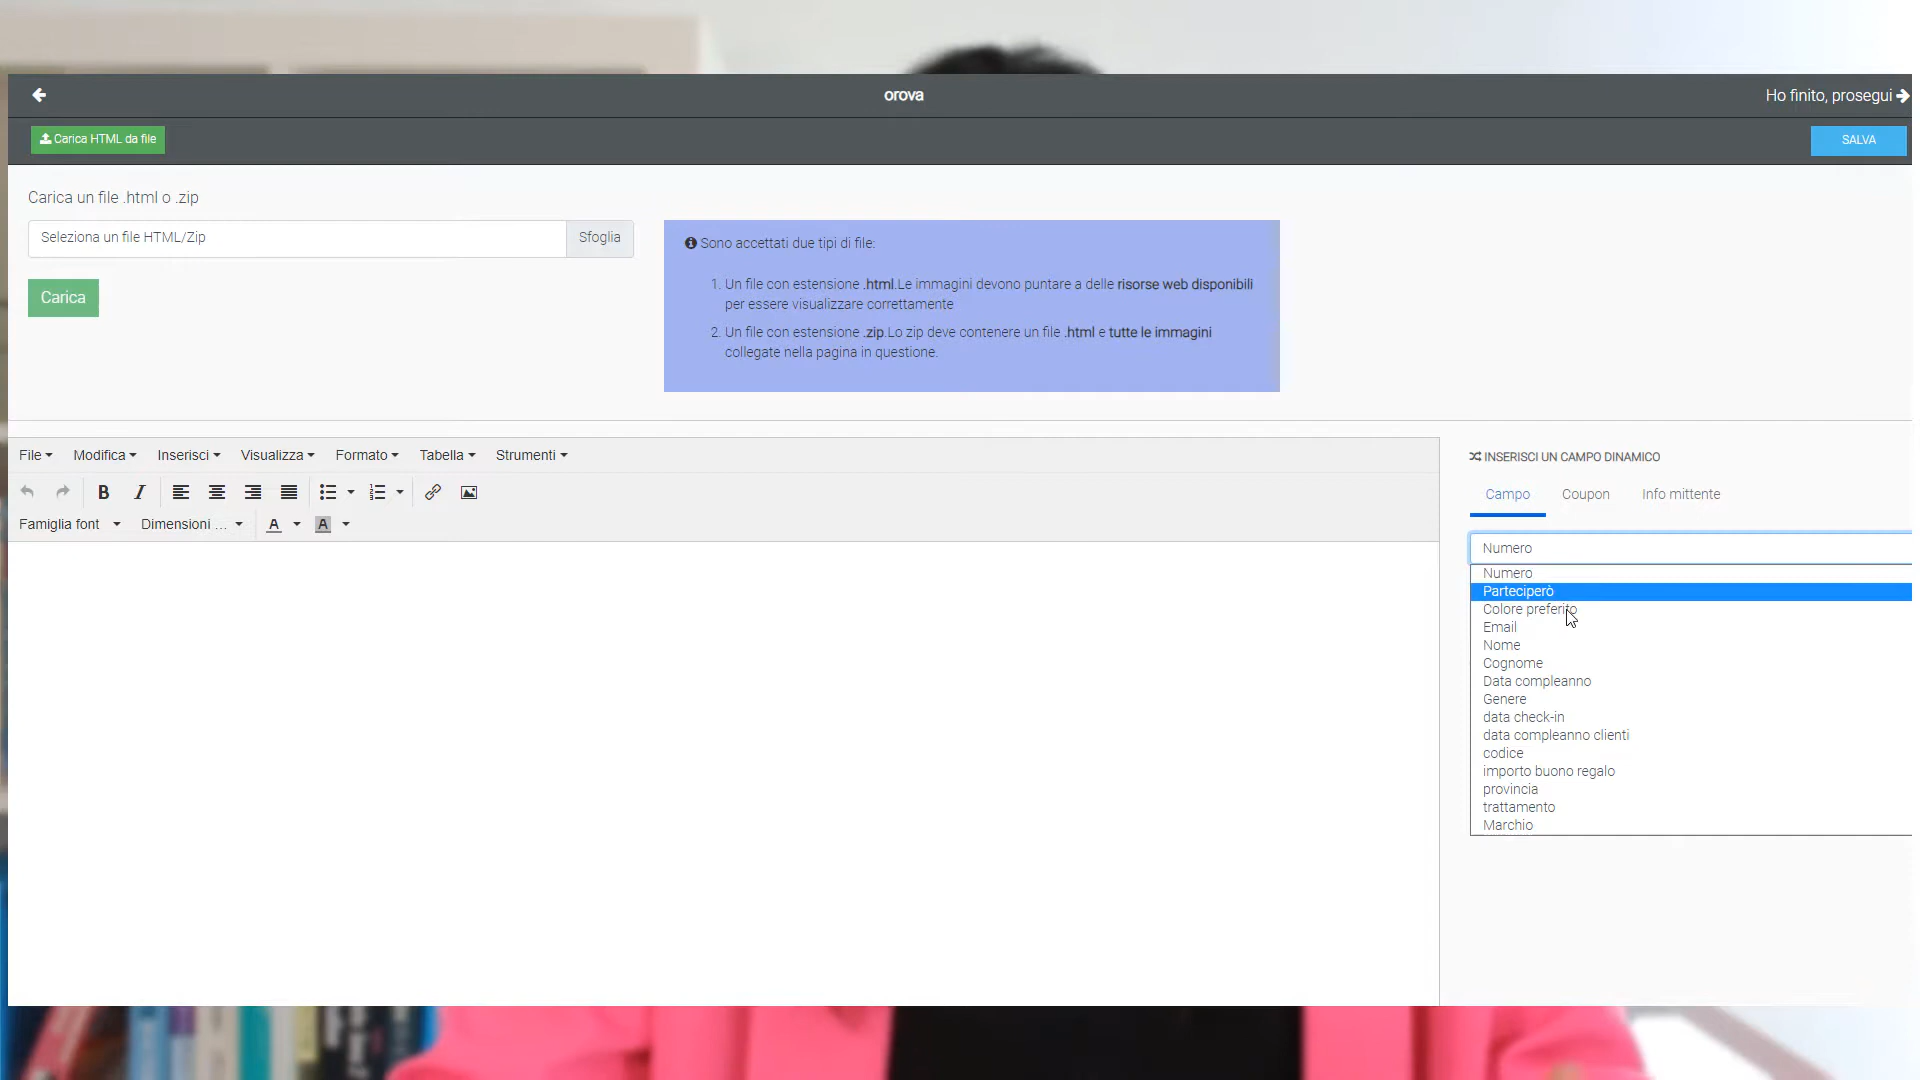 orova
Ho finito, prosegui
Carica HTML da file
SALVA
Carica un file .html o .zip
Seleziona un file HTML/Zip
Sfoglia
Carica
Sono accettati due tipi di file:
1. Un file con estensione .html.Le immagini devono puntare a delle risorse web disponibili
per essere visualizzare correttamente
2. Un file con estensione .zip.Lo zip deve contenere un file .html e tutte le immagini
collegate nella pagina in questione.
File Modifica Inserisci Visualizza Formato Tabella Strumenti
B I
Famiglia font Dimensioni ... A A
INSERISCI UN CAMPO DINAMICO
Campo Coupon Info mittente
Numero
Numero
Parteciperò
Colore preferito
Email
Nome
Cognome
Data compleanno
Genere
data check-in
data compleanno clienti
codice
importo buono regalo
provincia
trattamento
Marchio